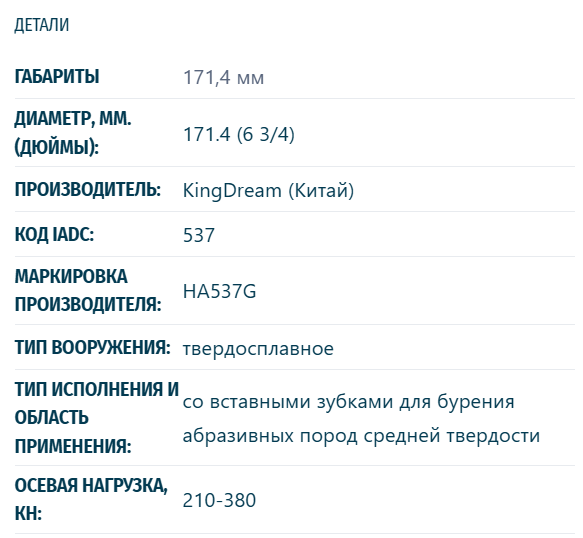 ДЕТАЛИ
ГАБАРИТЫ 171,4 мм
ДИАМЕТР, ММ.
(ДЮЙМЫ): 171.4 (6 3/4)
ПРОИЗВОДИТЕЛЬ: KingDream (Китай)
КОД IADC: 537
МАРКИРОВКА
ПРОИЗВОДИТЕЛЯ: HA537G
ТИП ВООРУЖЕНИЯ: твердосплавное
ТИП ИСПОЛНЕНИЯ И
ОБЛАСТЬ
ПРИМЕНЕНИЯ:
со вставными зубками для бурения
абразивных пород средней твердости
ОСЕВАЯ НАГРУЗКА,
КН: 210-380